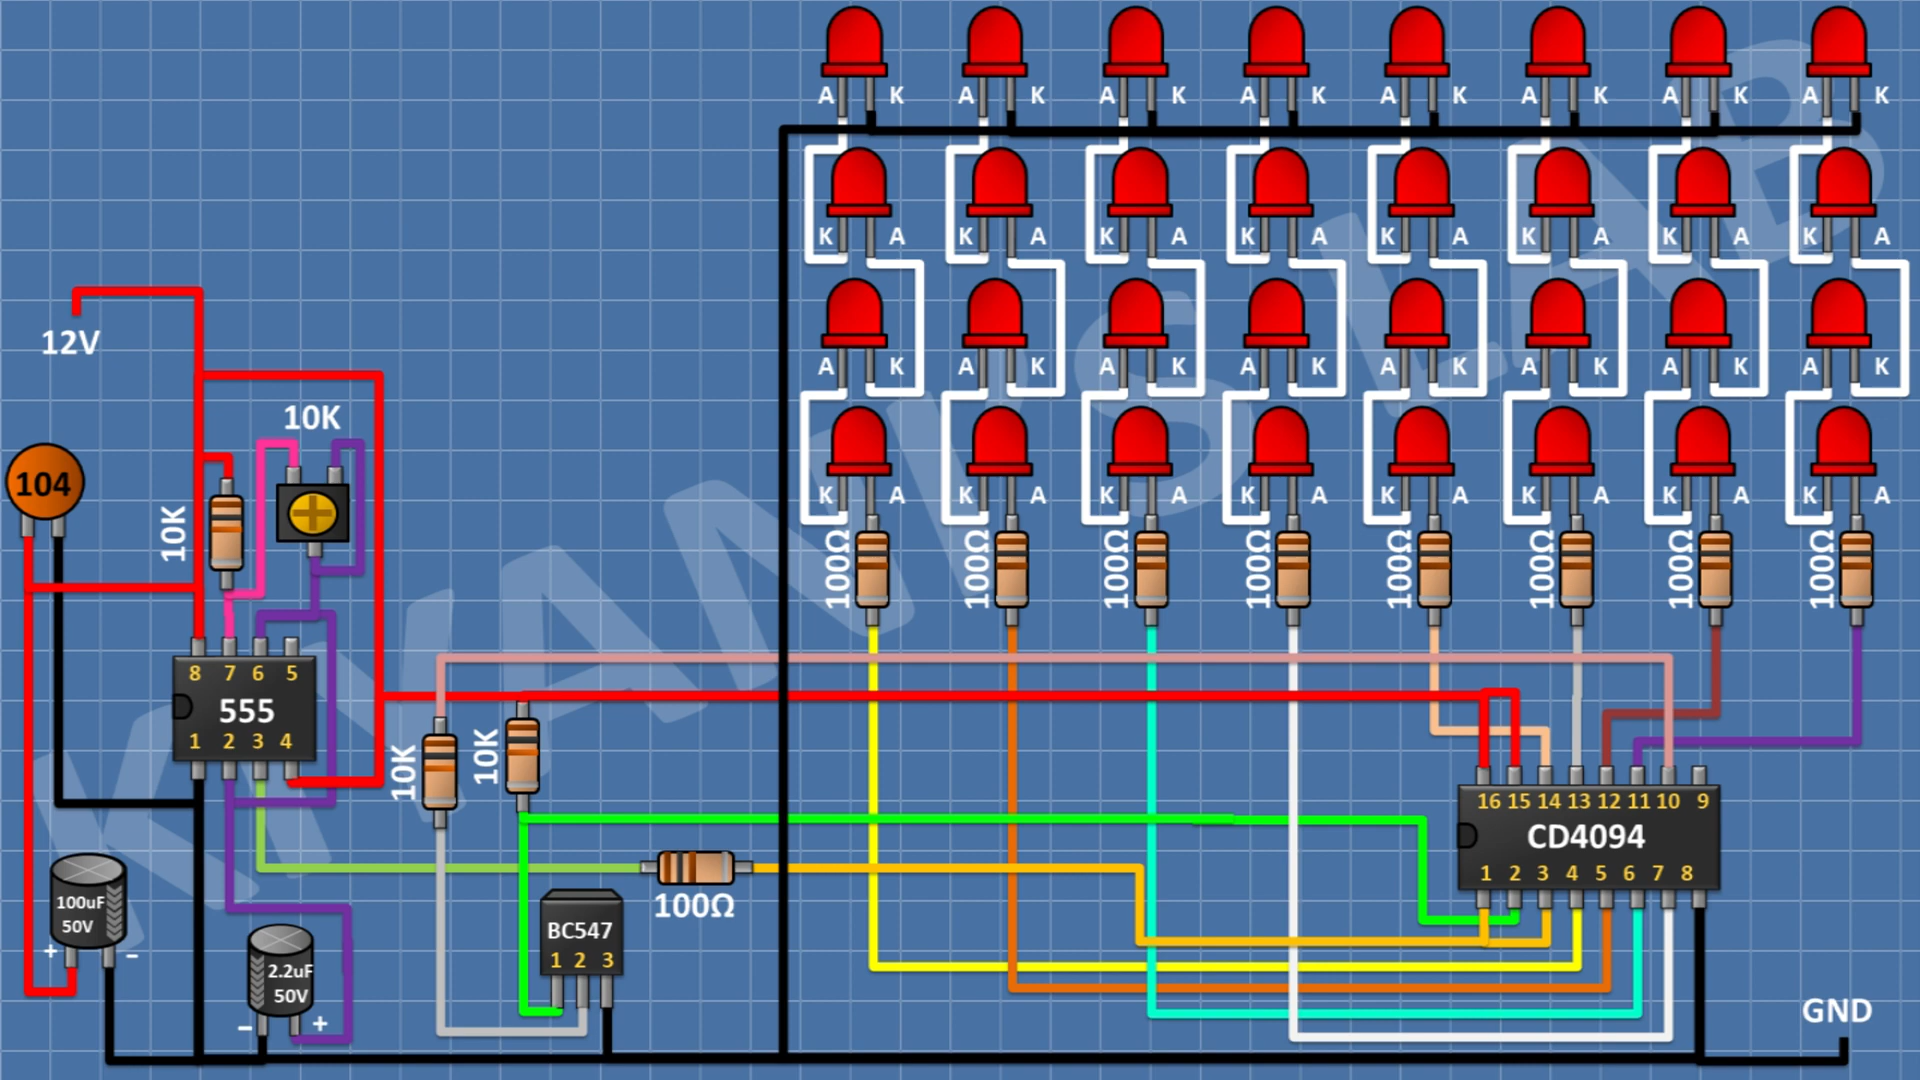 A K A K A K A K A K A K A K A K
K A K A K A K A K A K A K A K A
12V
A K A K A K A K A K A K A K A K
10K
104
K A K A K A K A K A K A K A K A
10K
100Ω 100Ω 100Ω 100Ω 100Ω 100Ω 100Ω 100Ω
8 7 6 5
555
1 2 3 4
10K
10K
16 15 14 13 12 11 10 9
CD4094
1 2 3 4 5 6 7 8
100Ω
100uF
50V
+ -
BC547
1 2 3
2.2uF
50V
- +
GND
KIYANI'S LAB